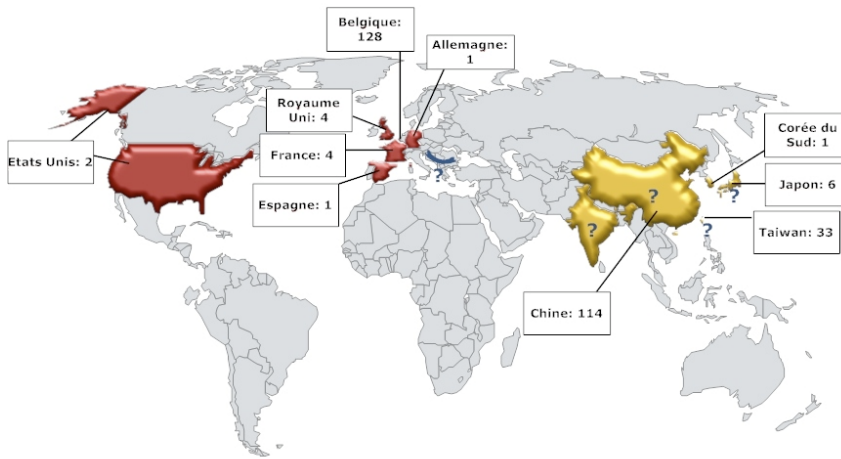 Belgique:
128
Allemagne:
1
Royaume
Uni: 4
Corée du
Sud: 1
Etats Unis: 2
France: 4
?
Japon: 6
?
?
Espagne: 1
?
?
Taiwan: 33
Chine: 114